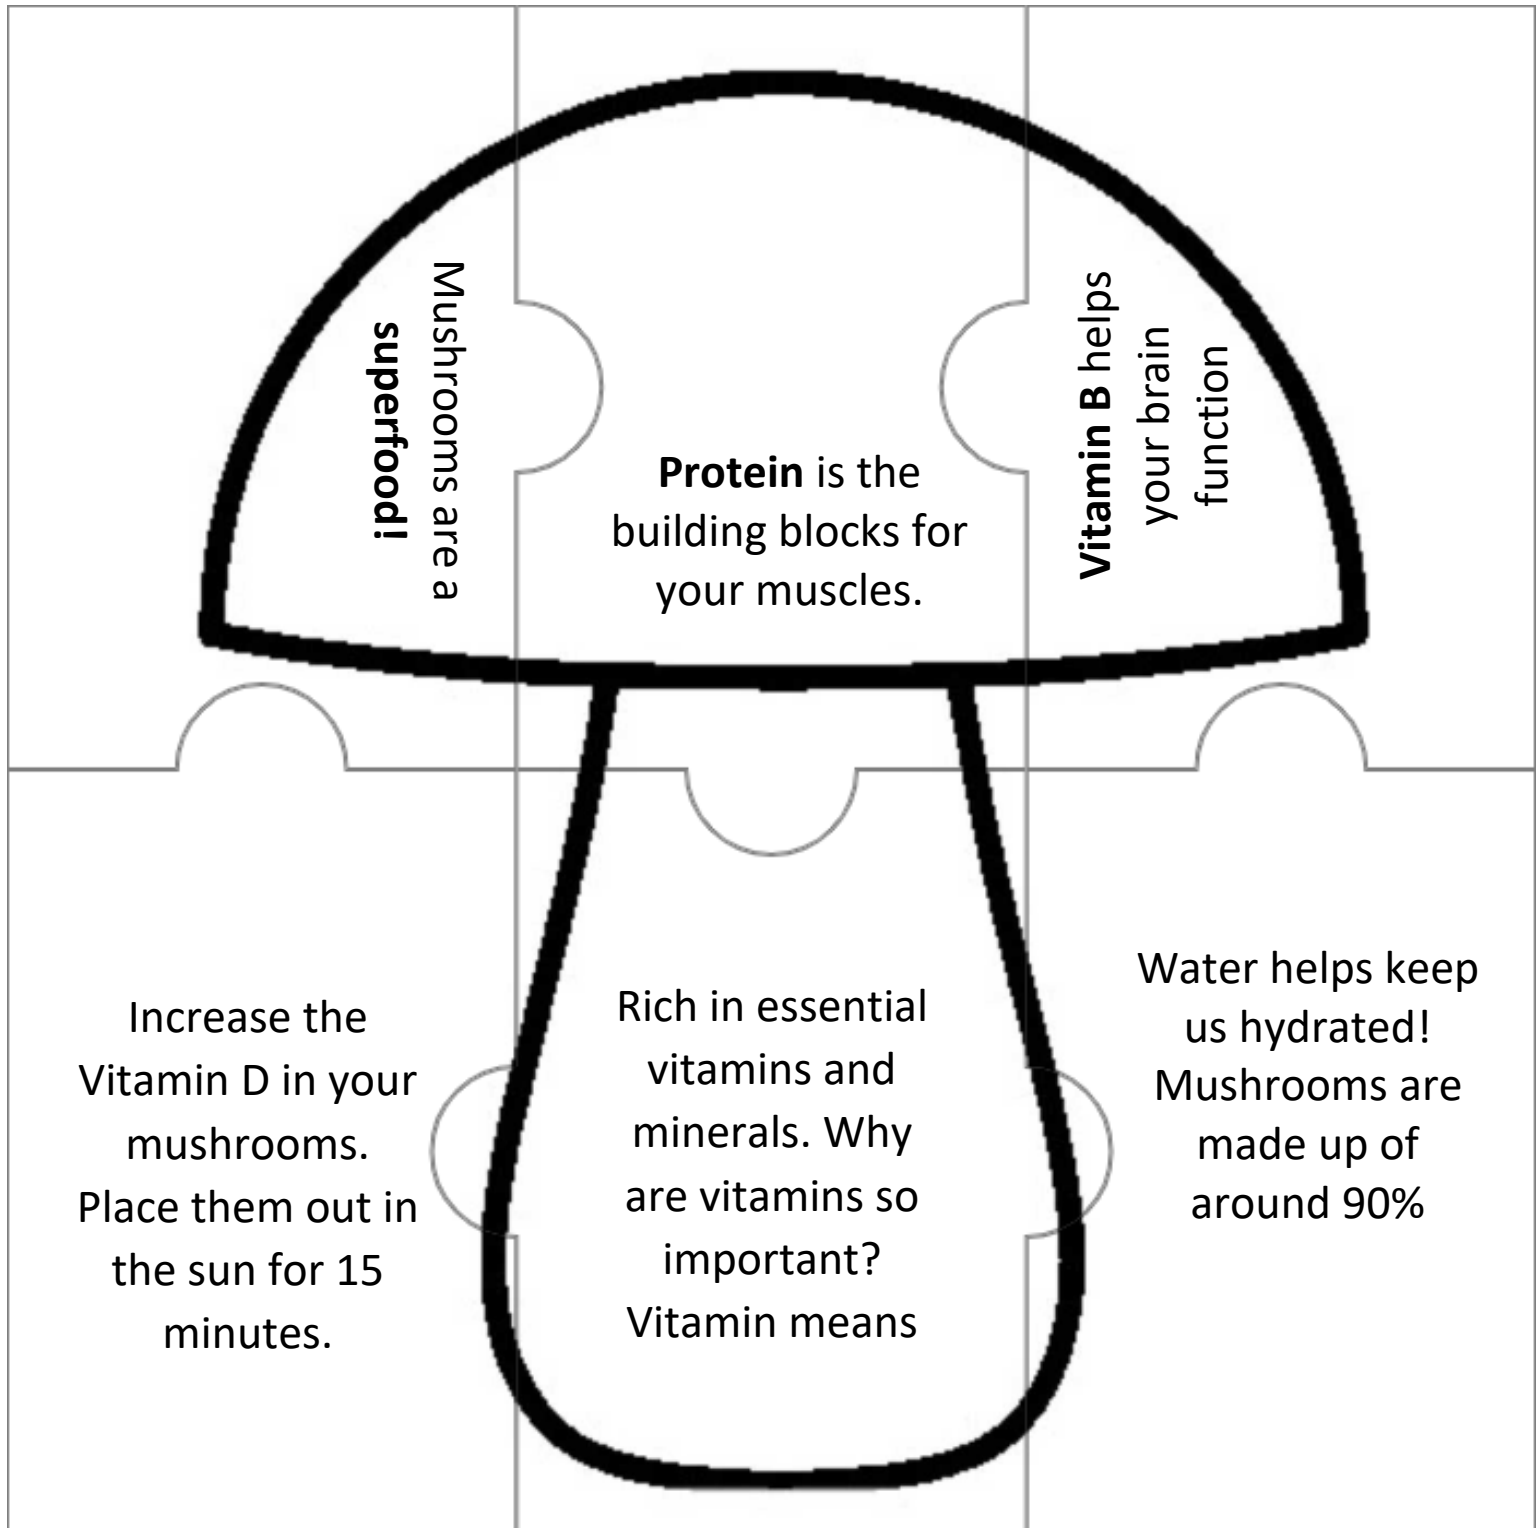 Mushrooms are a
superfood!
Protein is the
building blocks for
your muscles.
Vitamin B helps
your brain
function
Increase the
Vitamin D in your
mushrooms.
Place them out in
the sun for 15
minutes.
Rich in essential
vitamins and
minerals. Why
are vitamins so
important?
Vitamin means
Water helps keep
us hydrated!
Mushrooms are
made up of
around 90%